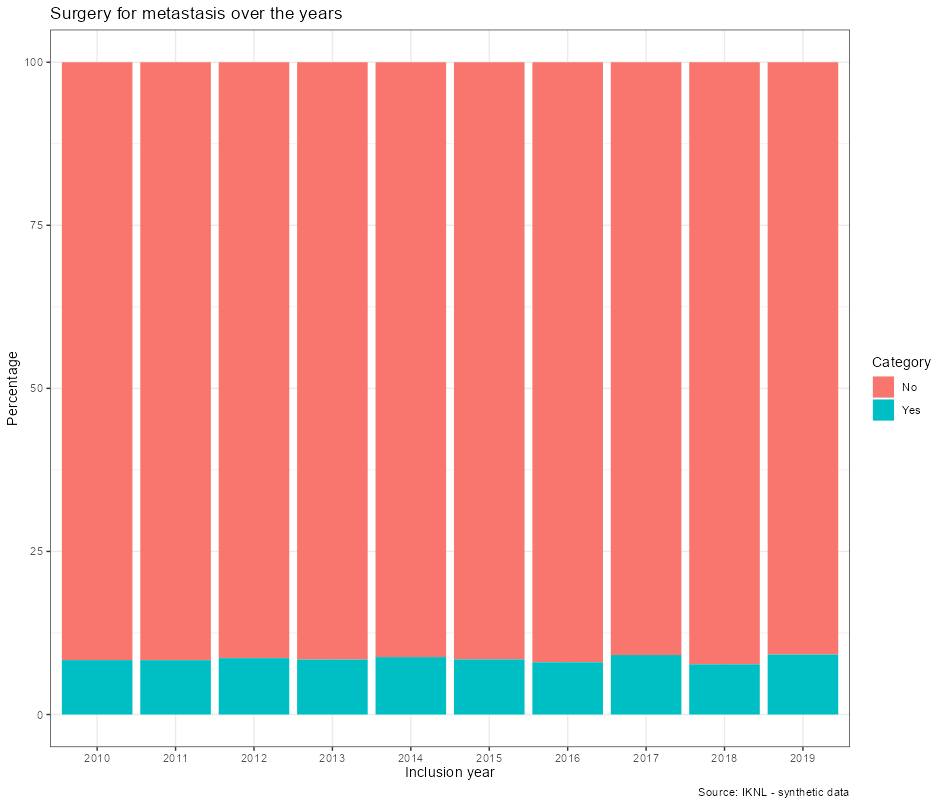 Surgery for metastasis over the years
100
75
50
25
0
Percentage
2010 2011 2012 2013 2014 2015 2016 2017 2018 2019
Inclusion year
Category
No
Yes
Source: IKNL - synthetic data